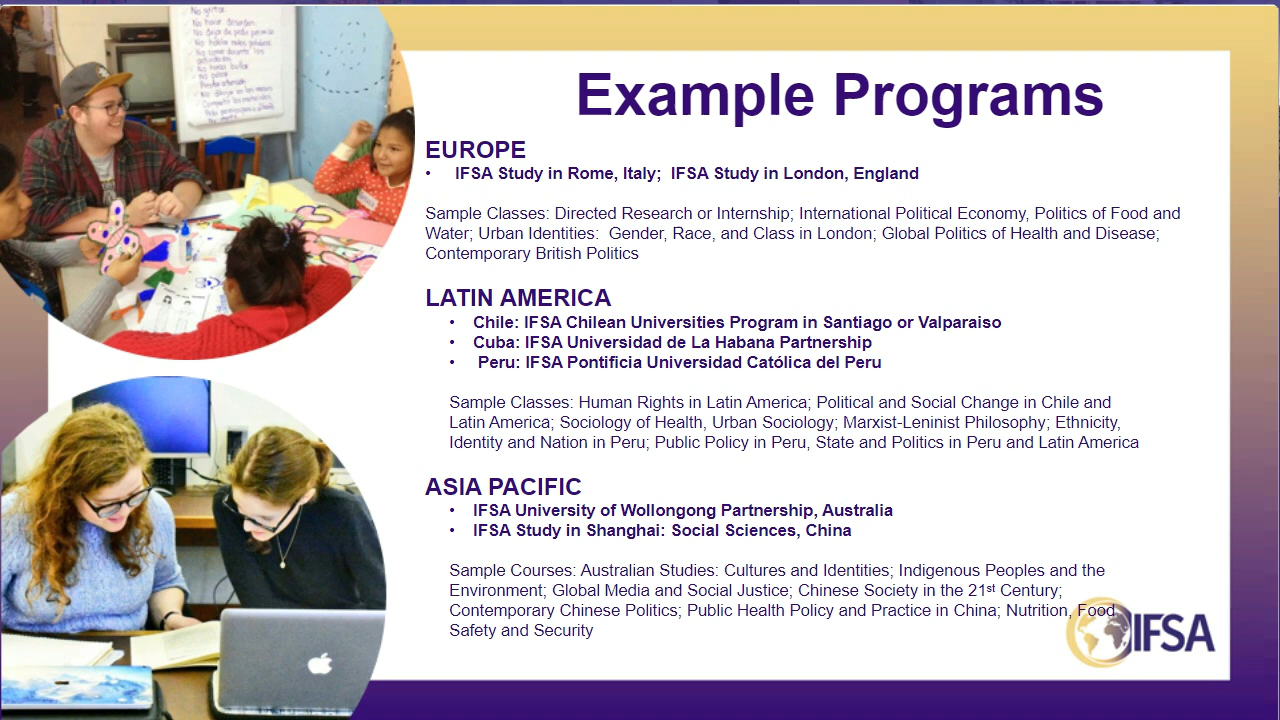 Example Programs
EUROPE
• IFSA Study in Rome, Italy; IFSA Study in London, England
Sample Classes: Directed Research or Internship; International Political Economy, Politics of Food and
Water; Urban Identities: Gender, Race, and Class in London; Global Politics of Health and Disease;
Contemporary British Politics
LATIN AMERICA
• Chile: IFSA Chilean Universities Program in Santiago or Valparaiso
• Cuba: IFSA Universidad de La Habana Partnership
• Peru: IFSA Pontificia Universidad Católica del Peru
Sample Classes: Human Rights in Latin America; Political and Social Change in Chile and
Latin America; Sociology of Health, Urban Sociology; Marxist-Leninist Philosophy; Ethnicity,
Identity and Nation in Peru; Public Policy in Peru, State and Politics in Peru and Latin America
ASIA PACIFIC
• IFSA University of Wollongong Partnership, Australia
• IFSA Study in Shanghai: Social Sciences, China
Sample Courses: Australian Studies: Cultures and Identities; Indigenous Peoples and the
Environment; Global Media and Social Justice; Chinese Society in the 21st Century;
Contemporary Chinese Politics; Public Health Policy and Practice in China; Nutrition, Food
Safety and Security
IFSA
No gritar